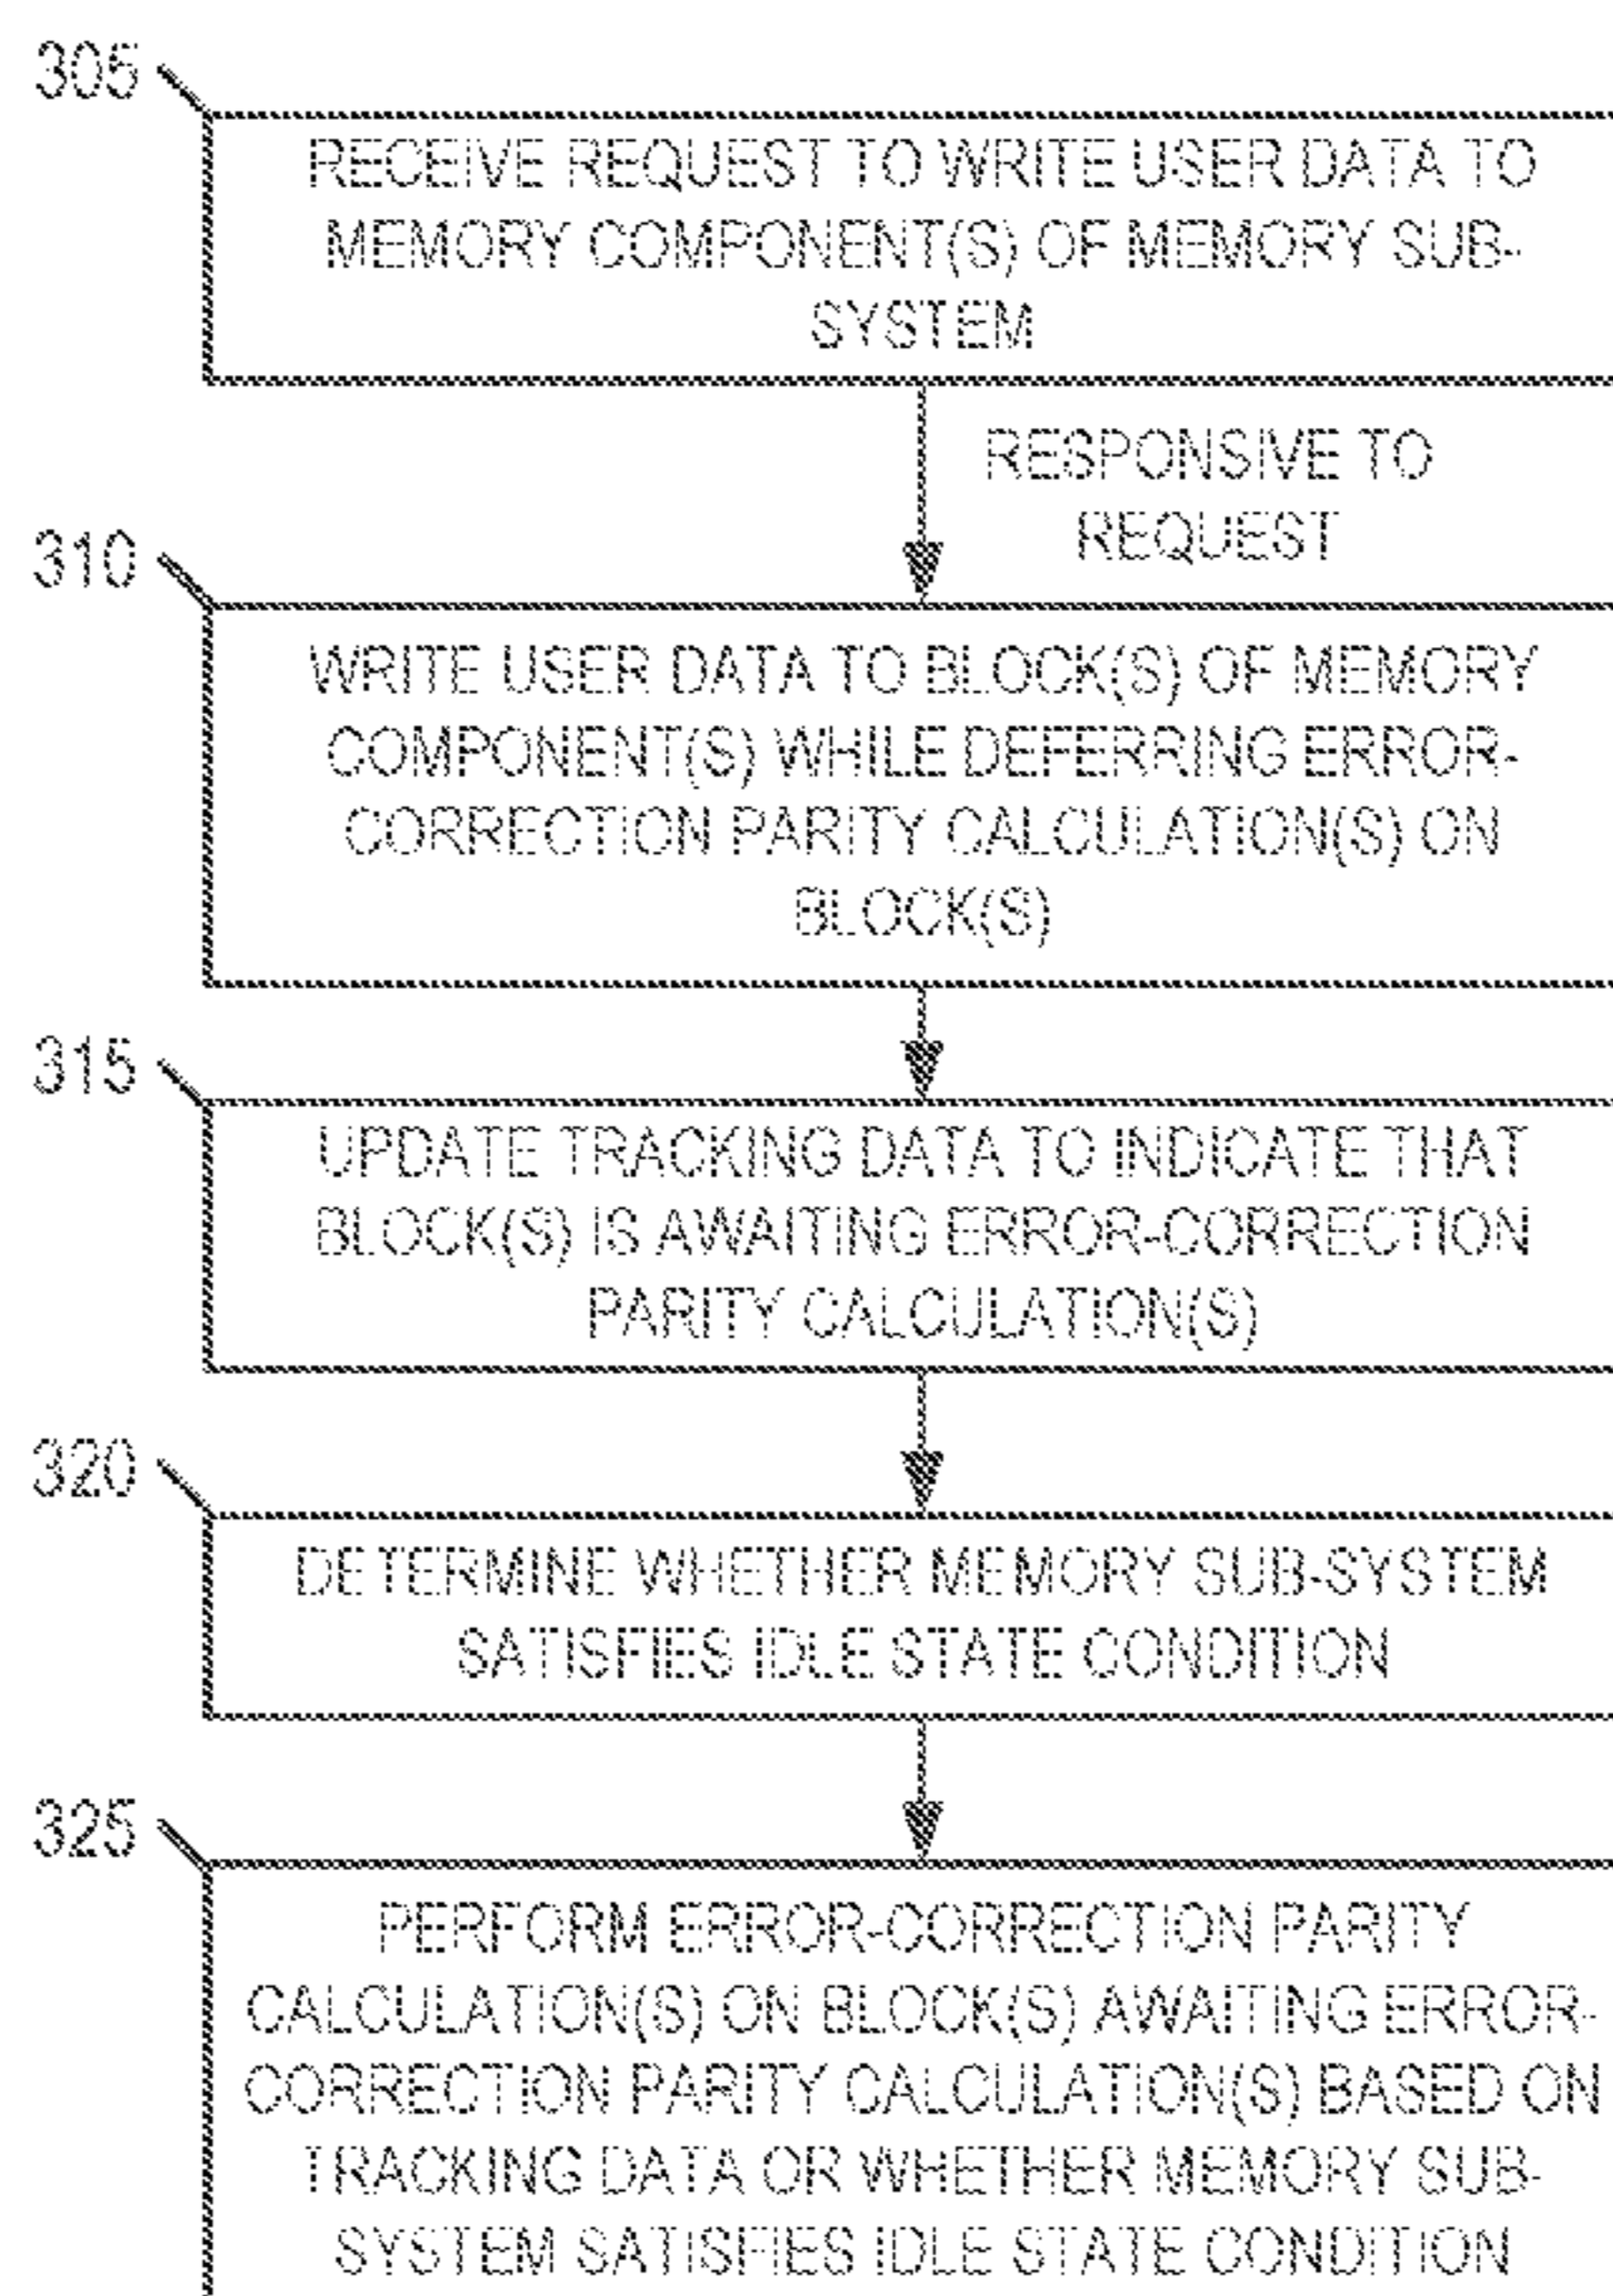 305
RECEIVE REQUEST TO WRITE USER DATA TO
MEMORY COMPONENT(S) OF MEMORY SUB-
SYSTEM
RESPONSIVE TO
REQUEST
310
WRITE USER DATA TO BLOCK(S) OF MEMORY
COMPONENT(S) WHILE DEFERRING ERROR-
CORRECTION PARITY CALCULATION(S) ON
BLOCK(S)
315
UPDATE TRACKING DATA TO INDICATE THAT
BLOCK(S) IS AWAITING ERROR-CORRECTION
PARITY CALCULATION(S)
320
DETERMINE WHETHER MEMORY SUB-SYSTEM
SATISFIES IDLE STATE CONDITION
325
PERFORM ERROR-CORRECTION PARITY
CALCULATION(S) ON BLOCK(S) AWAITING ERROR-
CORRECTION PARITY CALCULATION(S) BASED ON
TRACKING DATA OR WHETHER MEMORY SUB-
SYSTEM SATISFIES IDLE STATE CONDITION